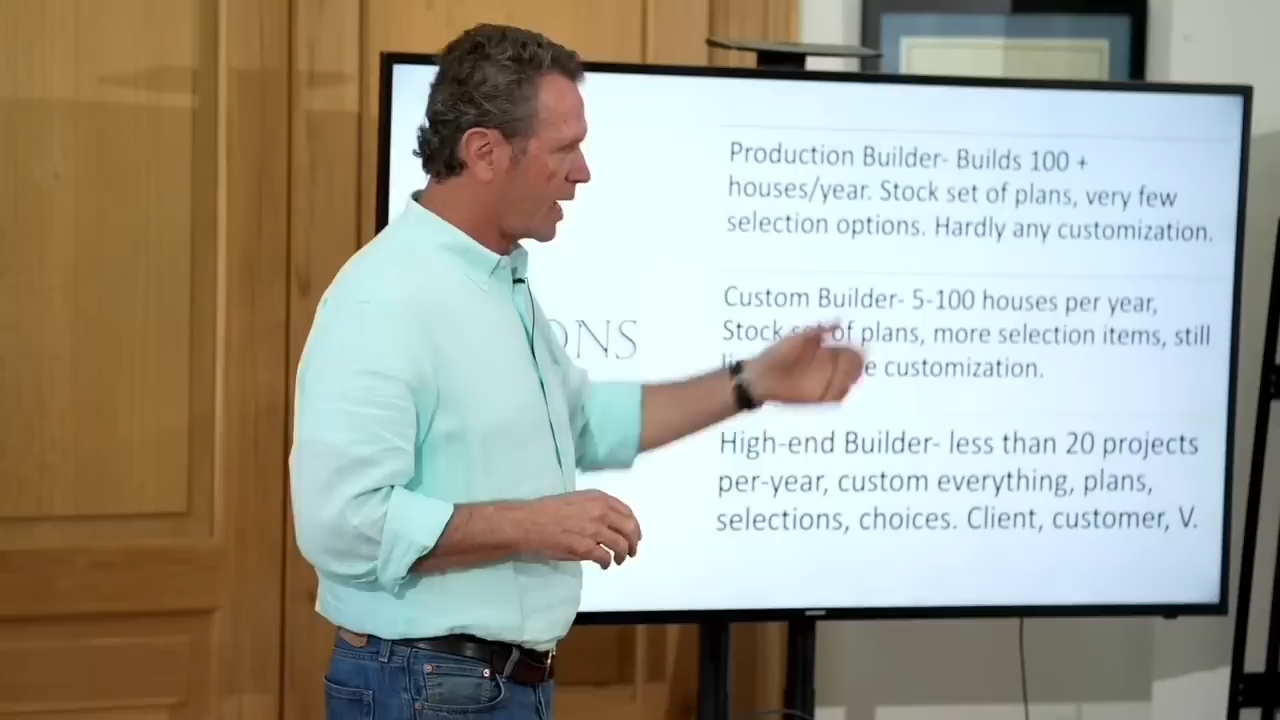 Production Builder- Builds 100 +
houses/year. Stock set of plans, very few
selection options. Hardly any customization.
ONS
Custom Builder- 5-100 houses per year,
Stock set of plans, more selection items, still
customization.
High-end Builder- less than 20 projects
per-year, custom everything, plans,
selections, choices. Client, customer, V.